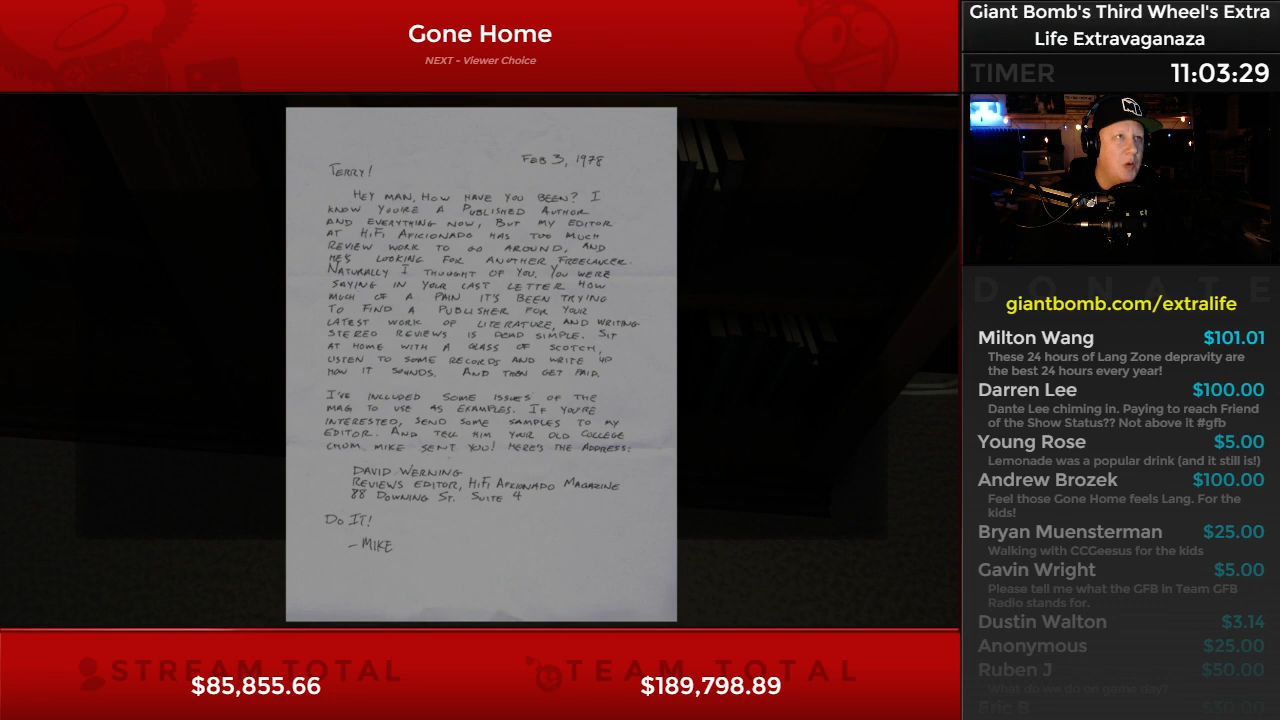 Gone Home
NEXT - Viewer Choice
FEB 3, 1978
TERRY!
HEY MAN, HOW HAVE YOU BEEN? I
KNOW YOU'RE A PUBLISHED AUTHOR
AND EVERYTHING NOW, BUT MY EDITOR
AT HIFI AFICIONADO HAS TOO MUCH
REVIEW WORK TO GO AROUND, AND
HE'S LOOKING FOR ANOTHER FREELANCER.
NATURALLY I THOUGHT OF YOU. YOU WERE
SAYING IN YOUR LAST LETTER HOW
MUCH OF A PAIN IT'S BEEN TRYING
TO FIND A PUBLISHER FOR YOUR
LATEST WORK OF LITERATURE, AND WRITING
STEREO REVIEWS IS DEAD SIMPLE. SIT
AT HOME WITH A GLASS OF SCOTCH,
LISTEN TO SOME RECORDS AND WRITE UP
HOW IT SOUNDS. AND THEN GET PAID.
I'VE INCLUDED SOME ISSUES OF THE
MAG TO USE AS EXAMPLES. IF YOU'RE
INTERESTED, SEND SOME SAMPLES TO MY
EDITOR. AND TELL HIM YOUR OLD COLLEGE
CHUM MIKE SENT YOU! HERE'S THE ADDRESS:
DAVID WERNING
REVIEWS EDITOR, HIFI AFICIONADO MAGAZINE
88 DOWNING ST. SUITE 4
DO IT!
- MIKE
STREAM TOTAL
$85,855.66
TEAM TOTAL
$189,798.89
Giant Bomb's Third Wheel's Extra
Life Extravaganaza
TIMER
11:03:29
DONATE
giantbomb.com/extralife
Milton Wang $101.01
These 24 hours of Lang Zone depravity are
the best 24 hours every year!
Darren Lee $100.00
Dante Lee chiming in. Paying to reach Friend
of the Show Status?? Not above it #gfb
Young Rose $5.00
Lemonade was a popular drink (and it still is!)
Andrew Brozek $100.00
Feel those Gone Home feels Lang. For the
kids!
Bryan Muensterman $25.00
Walking with CCGeesus for the kids
Gavin Wright $5.00
Please tell me what the GFB in Team GFB
Radio stands for.
Dustin Walton $3.14
Anonymous $25.00
Ruben J $50.00
What do we do on game day?
Eric B $30.00